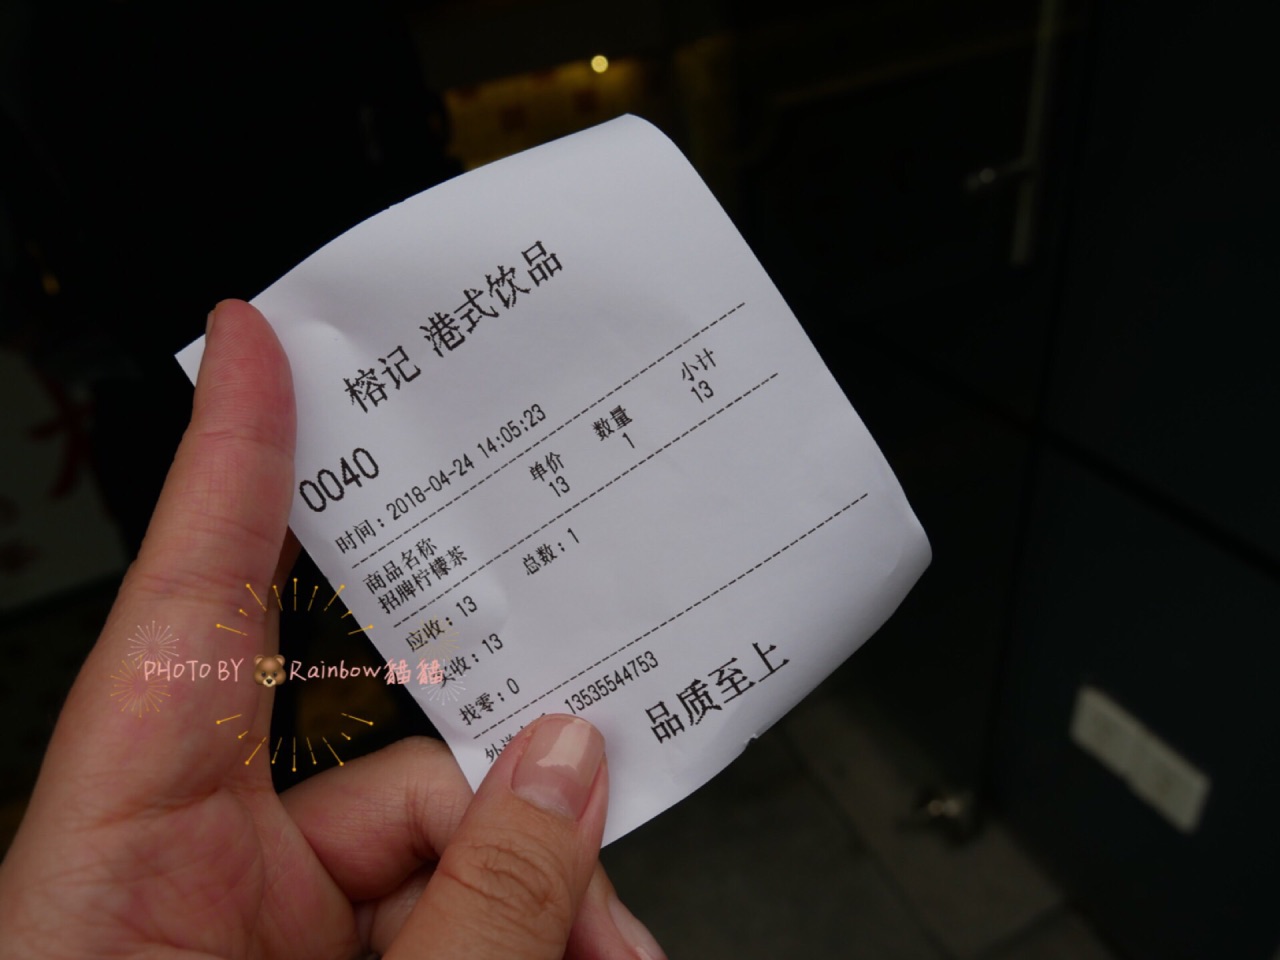 榕记 港式饮品
0040
时间：2018-04-24 14:05:23
商品名称 单价 数量 小计
招牌柠檬茶 13 1 13
总数：1
应收：13
实收：13
找零：0
13535544753
品质至上
PHOTO BY Rainbow貓貓